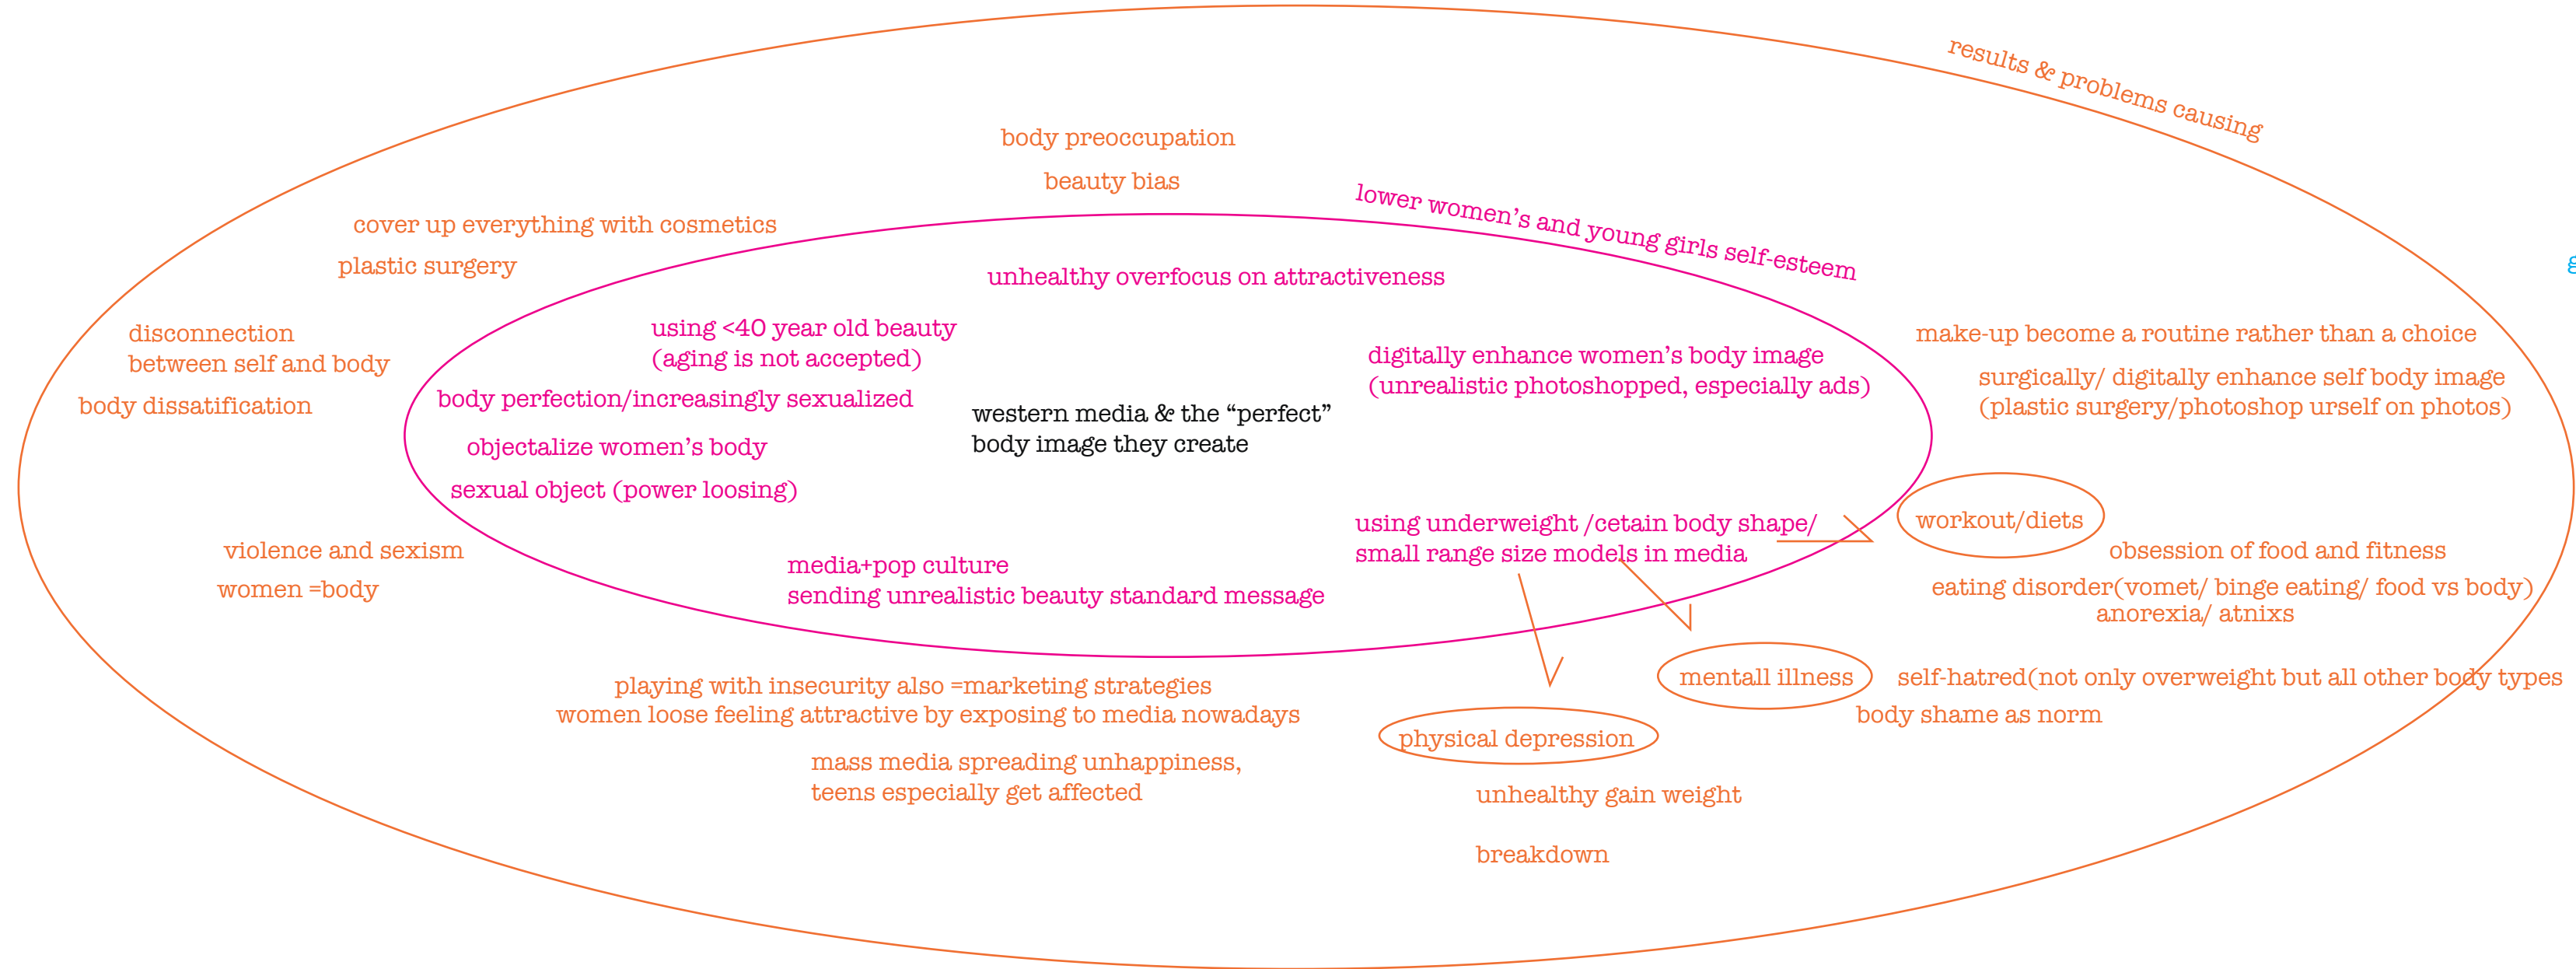 results & problems causing
body preoccupation
beauty bias
lower women's and young girls self-esteem
cover up everything with cosmetics
plastic surgery
unhealthy overfocus on attractiveness
disconnection
between self and body
body dissatification
using <40 year old beauty
(aging is not accepted)
body perfection/increasingly sexualized
objectalize women's body
sexual object (power loosing)
western media & the “perfect”
body image they create
digitally enhance women's body image
(unrealistic photoshopped, especially ads)
make-up become a routine rather than a choice
surgically/ digitally enhance self body image
(plastic surgery/photoshop urself on photos)
using underweight /cetain body shape/
small range size models in media
workout/diets
obsession of food and fitness
eating disorder(vomet/ binge eating/ food vs body)
anorexia/ atnixs
violence and sexism
women =body
media+pop culture
sending unrealistic beauty standard message
playing with insecurity also =marketing strategies
women loose feeling attractive by exposing to media nowadays
mass media spreading unhappiness,
teens especially get affected
mentall illness
self-hatred(not only overweight but all other body types
body shame as norm
physical depression
unhealthy gain weight
breakdown